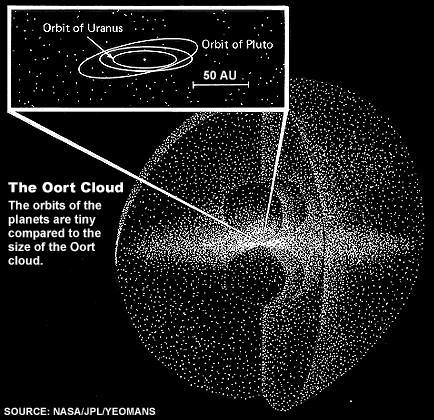 Orbit of Uranus
Orbit of Pluto
50 AU
The Oort Cloud
The orbits of the
planets are tiny
compared to the
size of the Oort
cloud.
SOURCE: NASA/JPL/YEOMANS